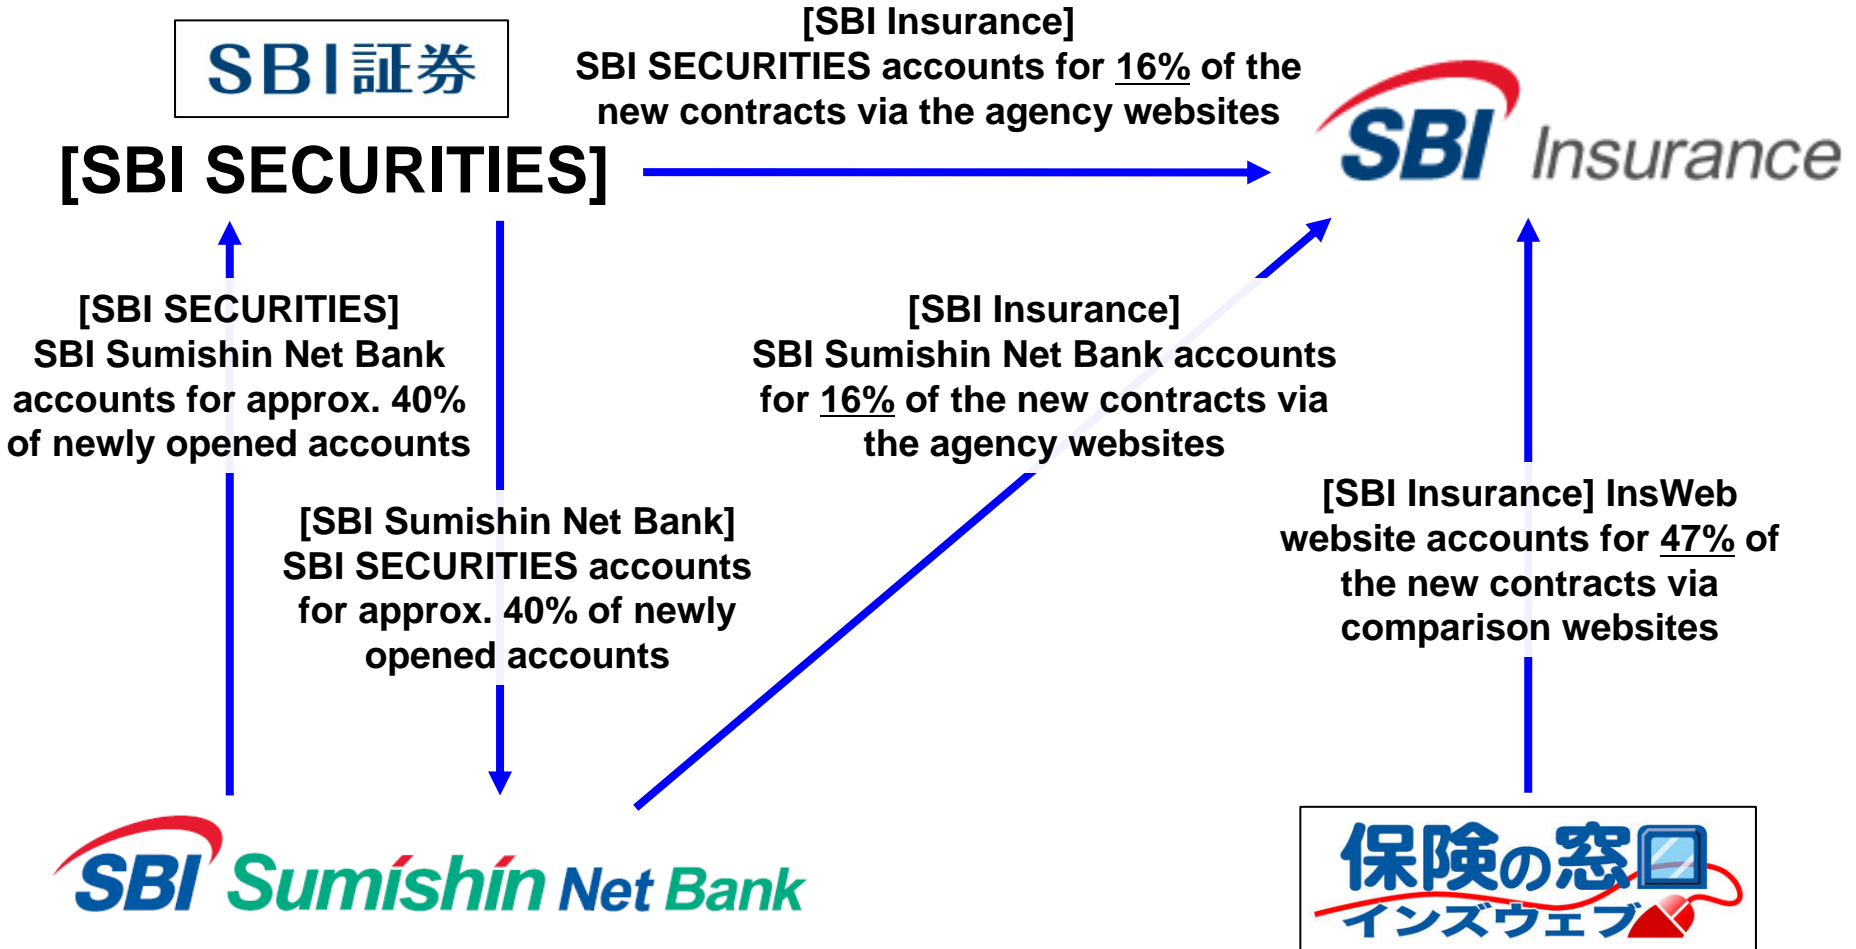 SBI証券
[SBI SECURITIES]
[SBI Insurance]
SBI SECURITIES accounts for 16% of the
new contracts via the agency websites
SBI Insurance
[SBI SECURITIES]
SBI Sumishin Net Bank
accounts for approx. 40%
of newly opened accounts
[SBI Sumishin Net Bank]
SBI SECURITIES accounts
for approx. 40% of newly
opened accounts
[SBI Insurance]
SBI Sumishin Net Bank accounts
for 16% of the new contracts via
the agency websites
[SBI Insurance] InsWeb
website accounts for 47% of
the new contracts via
comparison websites
SBI Sumishin Net Bank
保険の窓口
インズウェブ